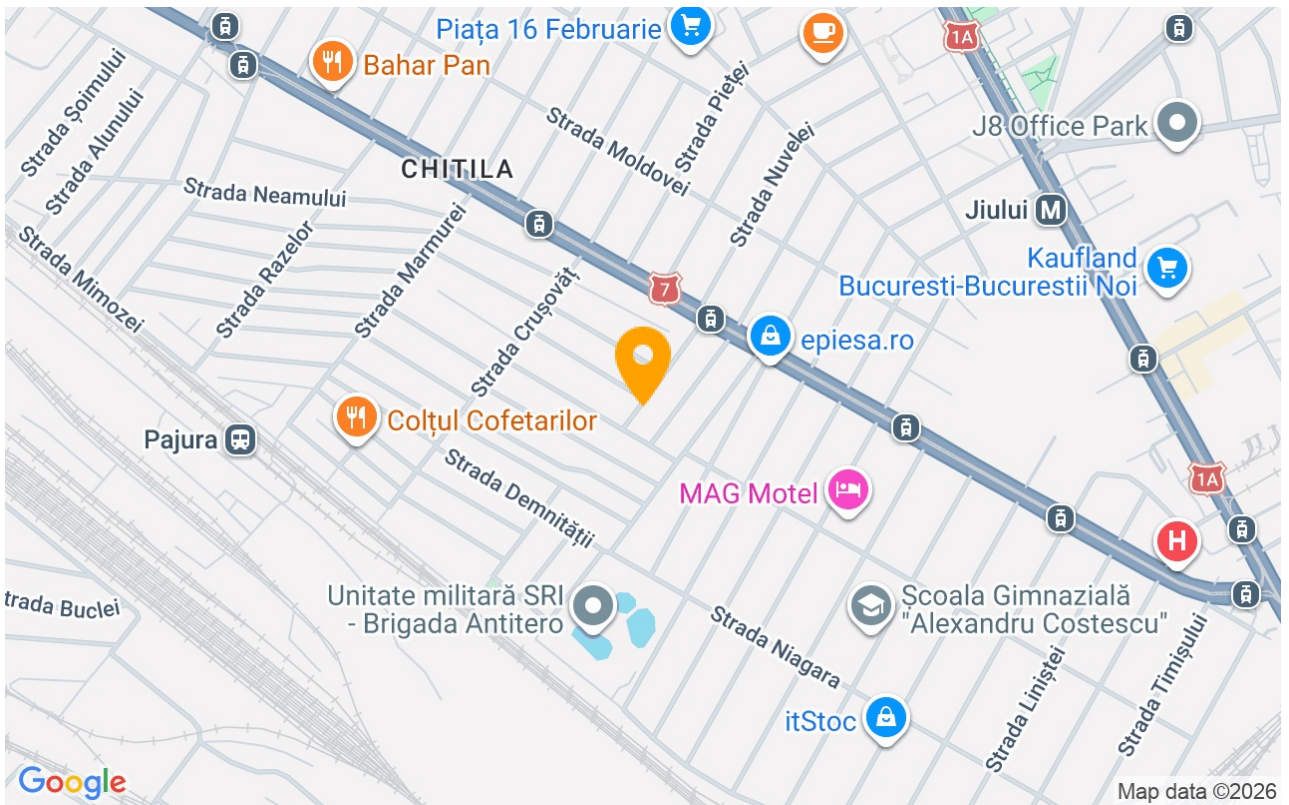 Piața 16 Februarie
1A
Bahar Pan
Strada Șoimului
Strada Alunului
Strada Pieței
Strada Moldovei
Strada Nuvelei
J8 Office Park
CHITILA
Strada Neamului
Strada Marmurei
Jiului M
Strada Mimozei
Strada Razelor
Strada Crușovăț
Kaufland
Bucuresti-Bucurestii Noi
7
epiesa.ro
Colțul Cofetarilor
Pajura
Strada Demnității
MAG Motel
1A
H
Unitate militară SRI
- Brigada Antitero
trada Buclei
Școala Gimnazială
"Alexandru Costescu"
Strada Niagara
Strada Liniștei
Strada Timișului
itStoc
Google
Map data ©2026